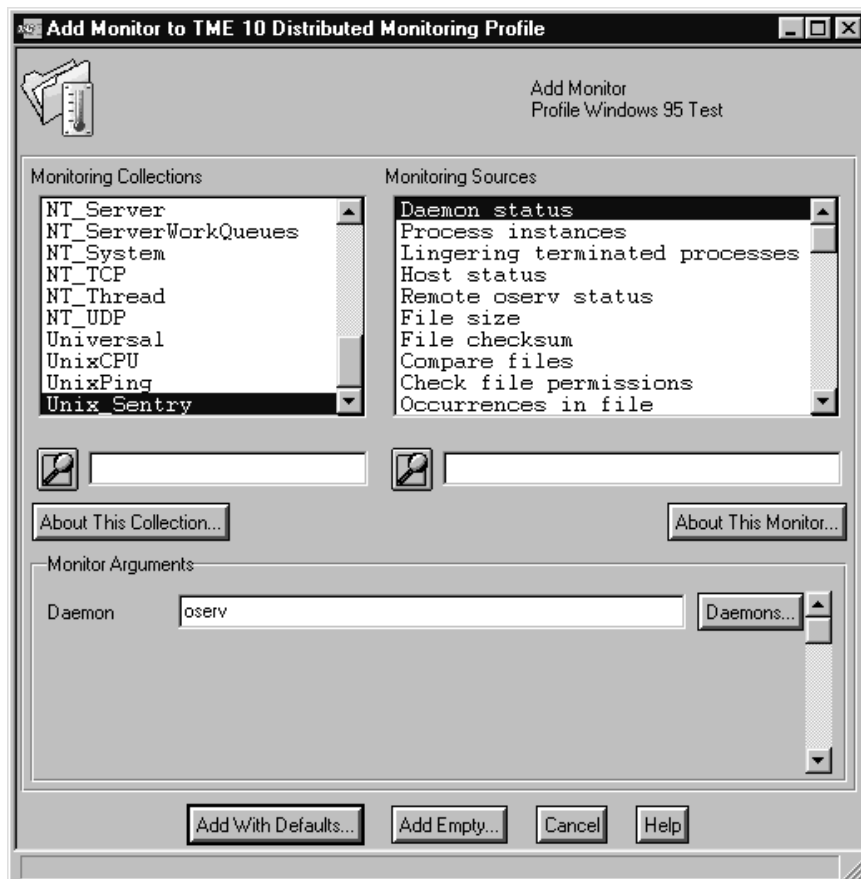 Add Monitor to TME 10 Distributed Monitoring Profile
Add Monitor
Profile Windows 95 Test
Monitoring Collections
NT_Server
NT_ServerWorkQueues
NT_System
NT_TCP
NT_Thread
NT_UDP
Universal
UnixCPU
UnixPing
Unix_Sentry
Monitoring Sources
Daemon status
Process instances
Lingering terminated processes
Host status
Remote oserv status
File size
File checksum
Compare files
Check file permissions
Occurrences in file
About This Collection...
About This Monitor...
Monitor Arguments
Daemon
oserv
Daemons...
Add With Defaults...
Add Empty...
Cancel
Help